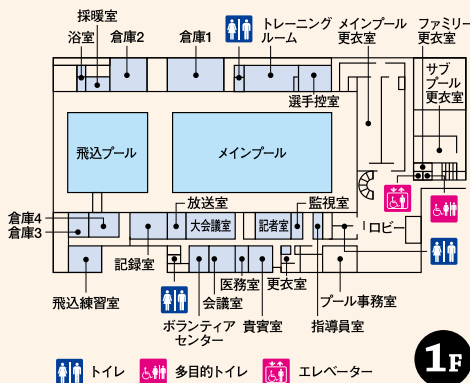 採暖室
浴室
倉庫2
倉庫1
トレーニング
ルーム
メインプール
更衣室
ファミリー
更衣室
選手控室
サブ
プール
更衣室
飛込プール
メインプール
放送室
監視室
倉庫4
倉庫3
大会議室
記者室
ロビー
記録室
医務室
更衣室
飛込練習室
会議室
プール事務室
ボランティア
センター
貴賓室
指導員室
トイレ
多目的トイレ
エレベーター
1F